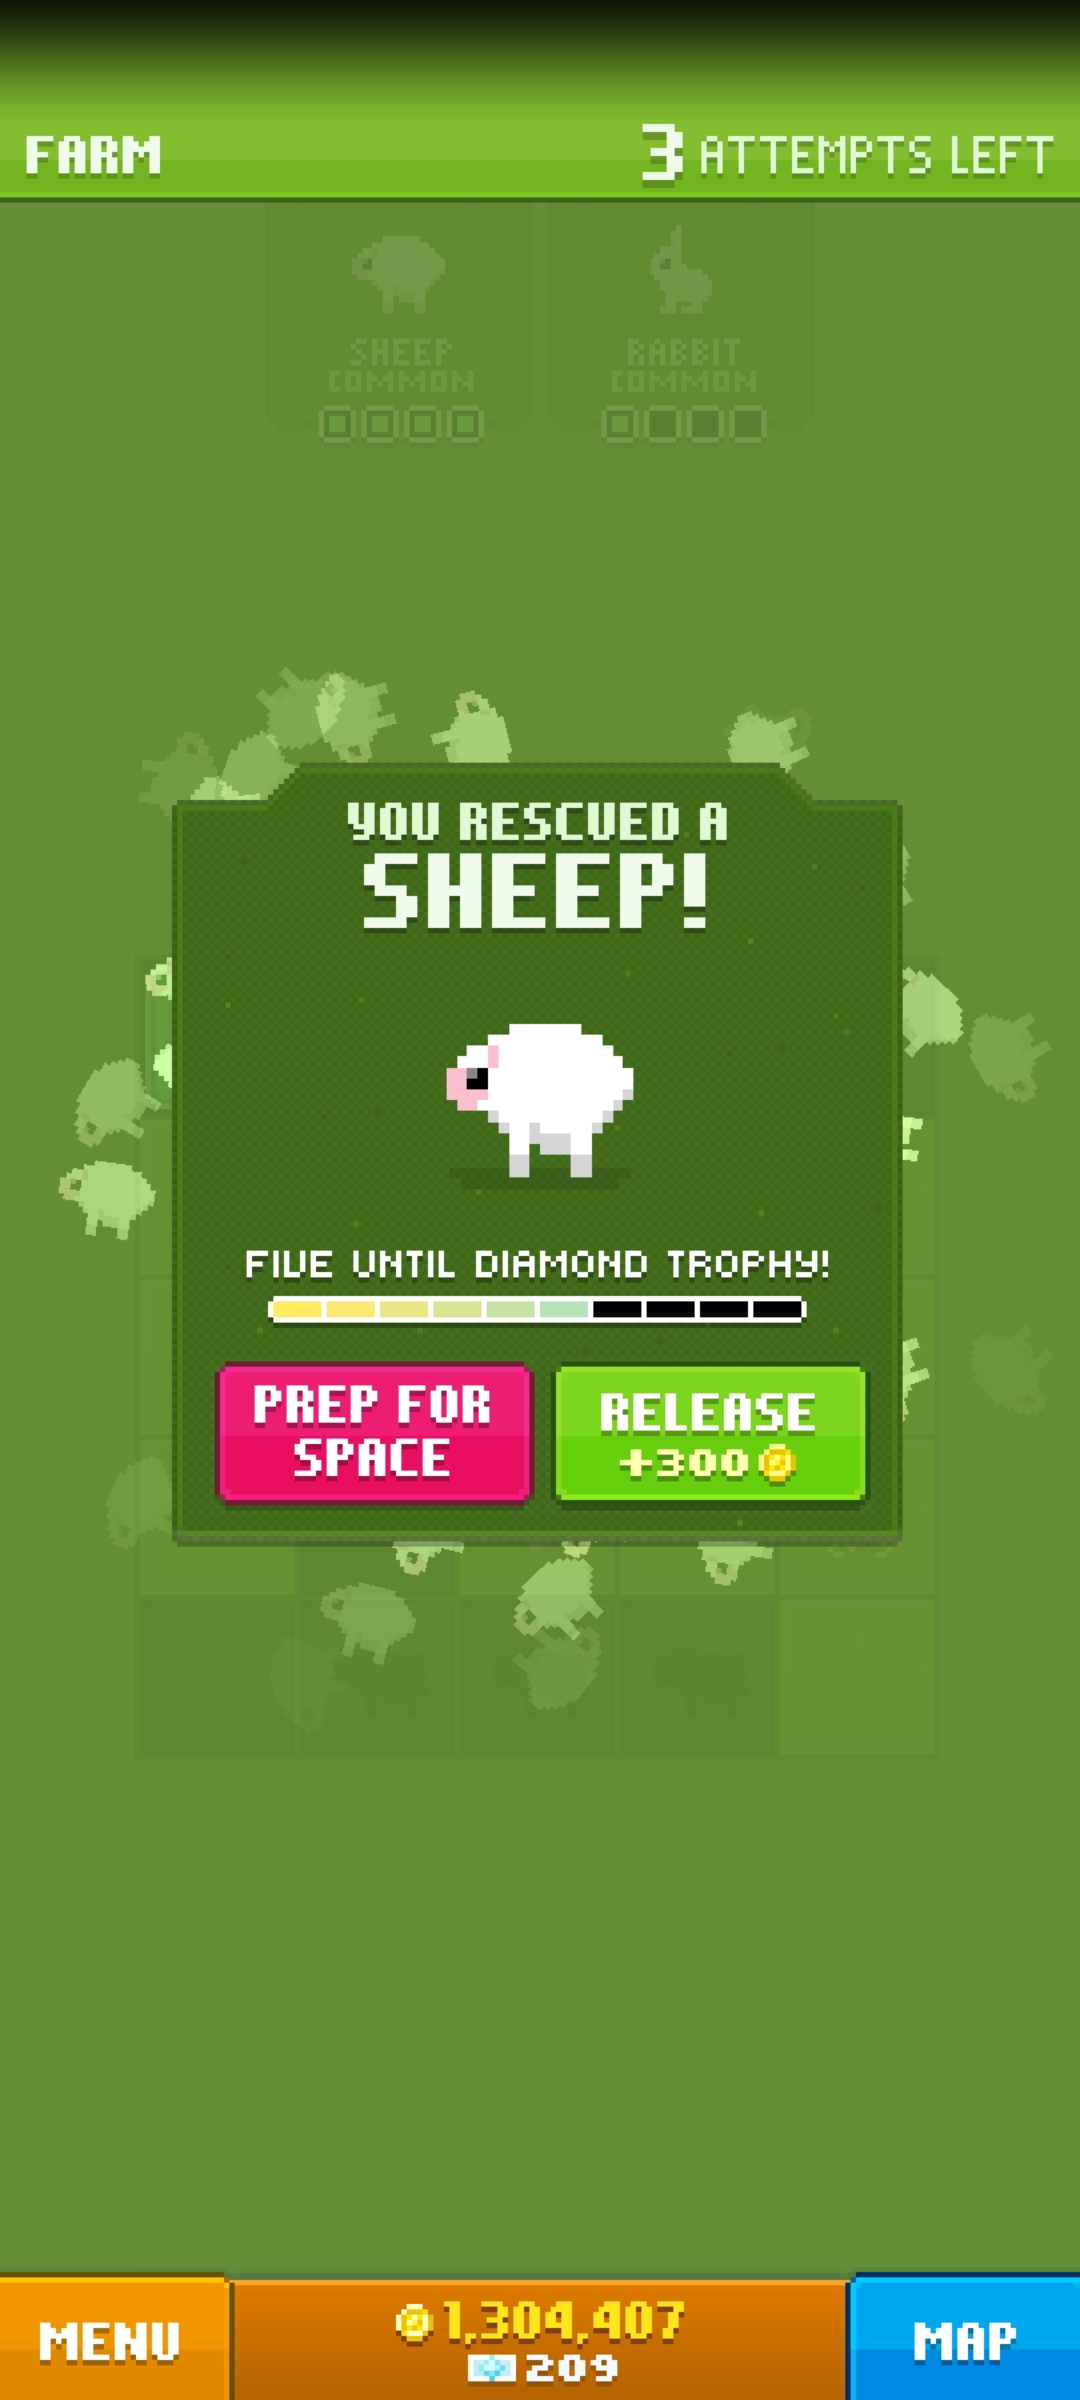 FARM
3 ATTEMPTS LEFT
SHEEP
COMMON
RABBIT
COMMON
YOU RESCUED A
SHEEP!
FIVE UNTIL DIAMOND TROPHY!
PREP FOR
SPACE
RELEASE
+300
MENU
1,304,407
209
MAP